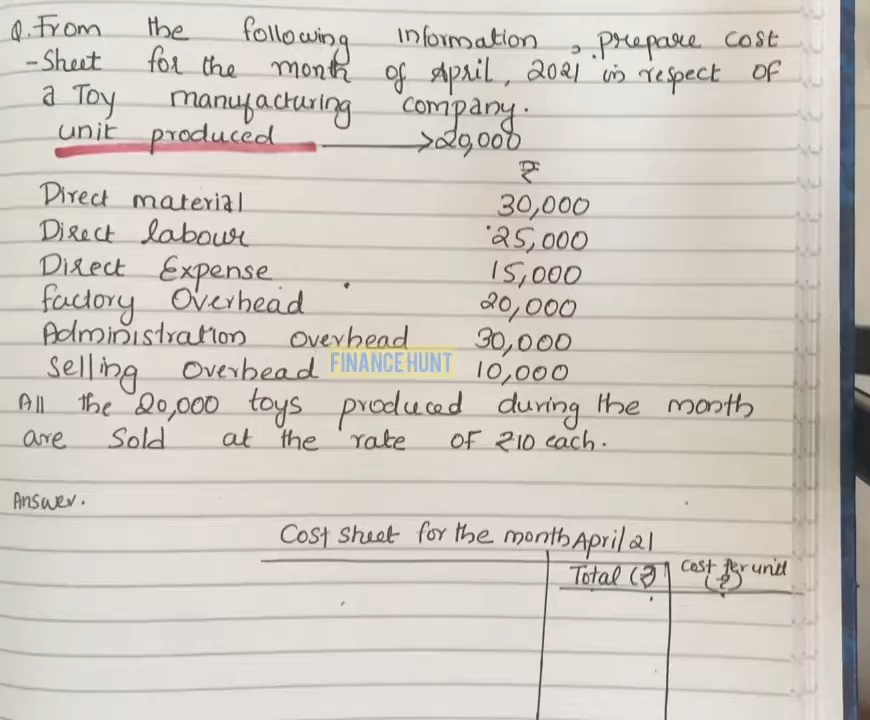 Q. From the following information, prepare cost
-Sheet for the month of April, 2021 in respect of
a Toy manufacturing company.
unit produced → 20,000
₹
Direct material 30,000
Direct labour 25,000
Direct Expense 15,000
factory Overhead 20,000
Administration overhead 30,000
Selling Overhead FINANCE HUNT 10,000
All the 20,000 toys produced during the month
are sold at the rate of ₹10 each.
Answer.
Cost sheet for the month April 21
Total (₹) Cost per unit
(₹)